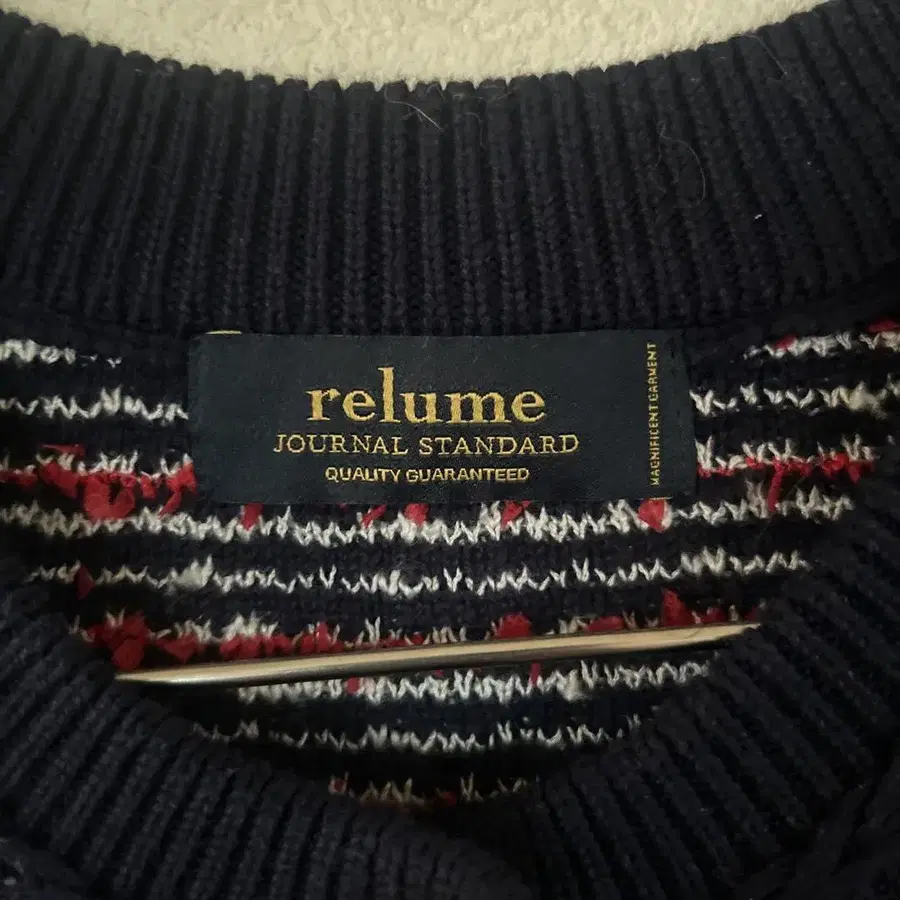 relume
JOURNAL STANDARD
QUALITY GUARANTEED
MAGNIFICENT GARMENT